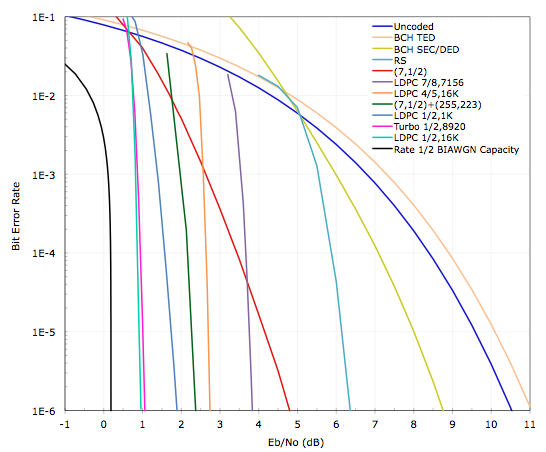 1E-1
1E-2
1E-3
1E-4
1E-5
1E-6
Bit Error Rate
Uncoded
BCH TED
BCH SEC/DED
RS
(7,1/2)
LDPC 7/8,7156
LDPC 4/5,16K
(7,1/2)+(255,223)
LDPC 1/2,1K
Turbo 1/2,8920
LDPC 1/2,16K
Rate 1/2 BIAWGN Capacity
-1 0 1 2 3 4 5 6 7 8 9 10 11
Eb/No (dB)